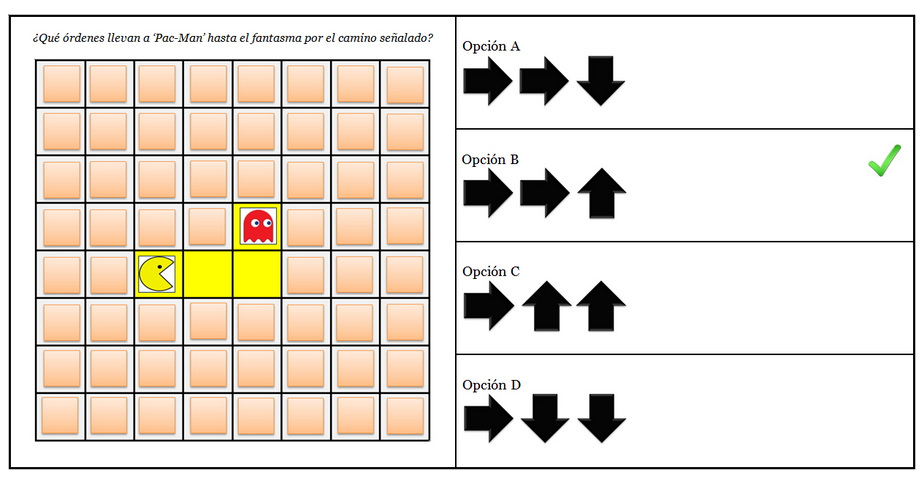 ¿Qué órdenes llevan a ‘Pac-Man’ hasta el fantasma por el camino señalado?
Opción A
Opción B
Opción C
Opción D